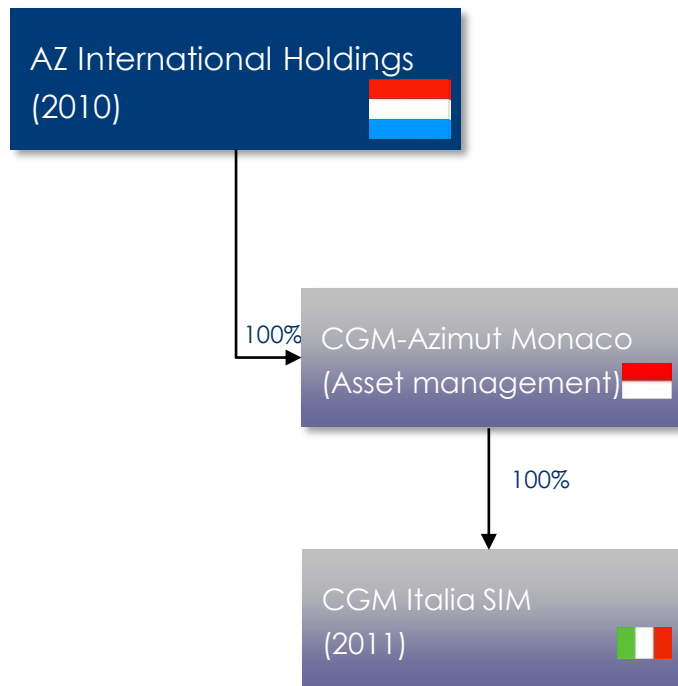 AZ International Holdings
(2010)
100%
CGM-Azimut Monaco
(Asset management)
100%
CGM Italia SIM
(2011)